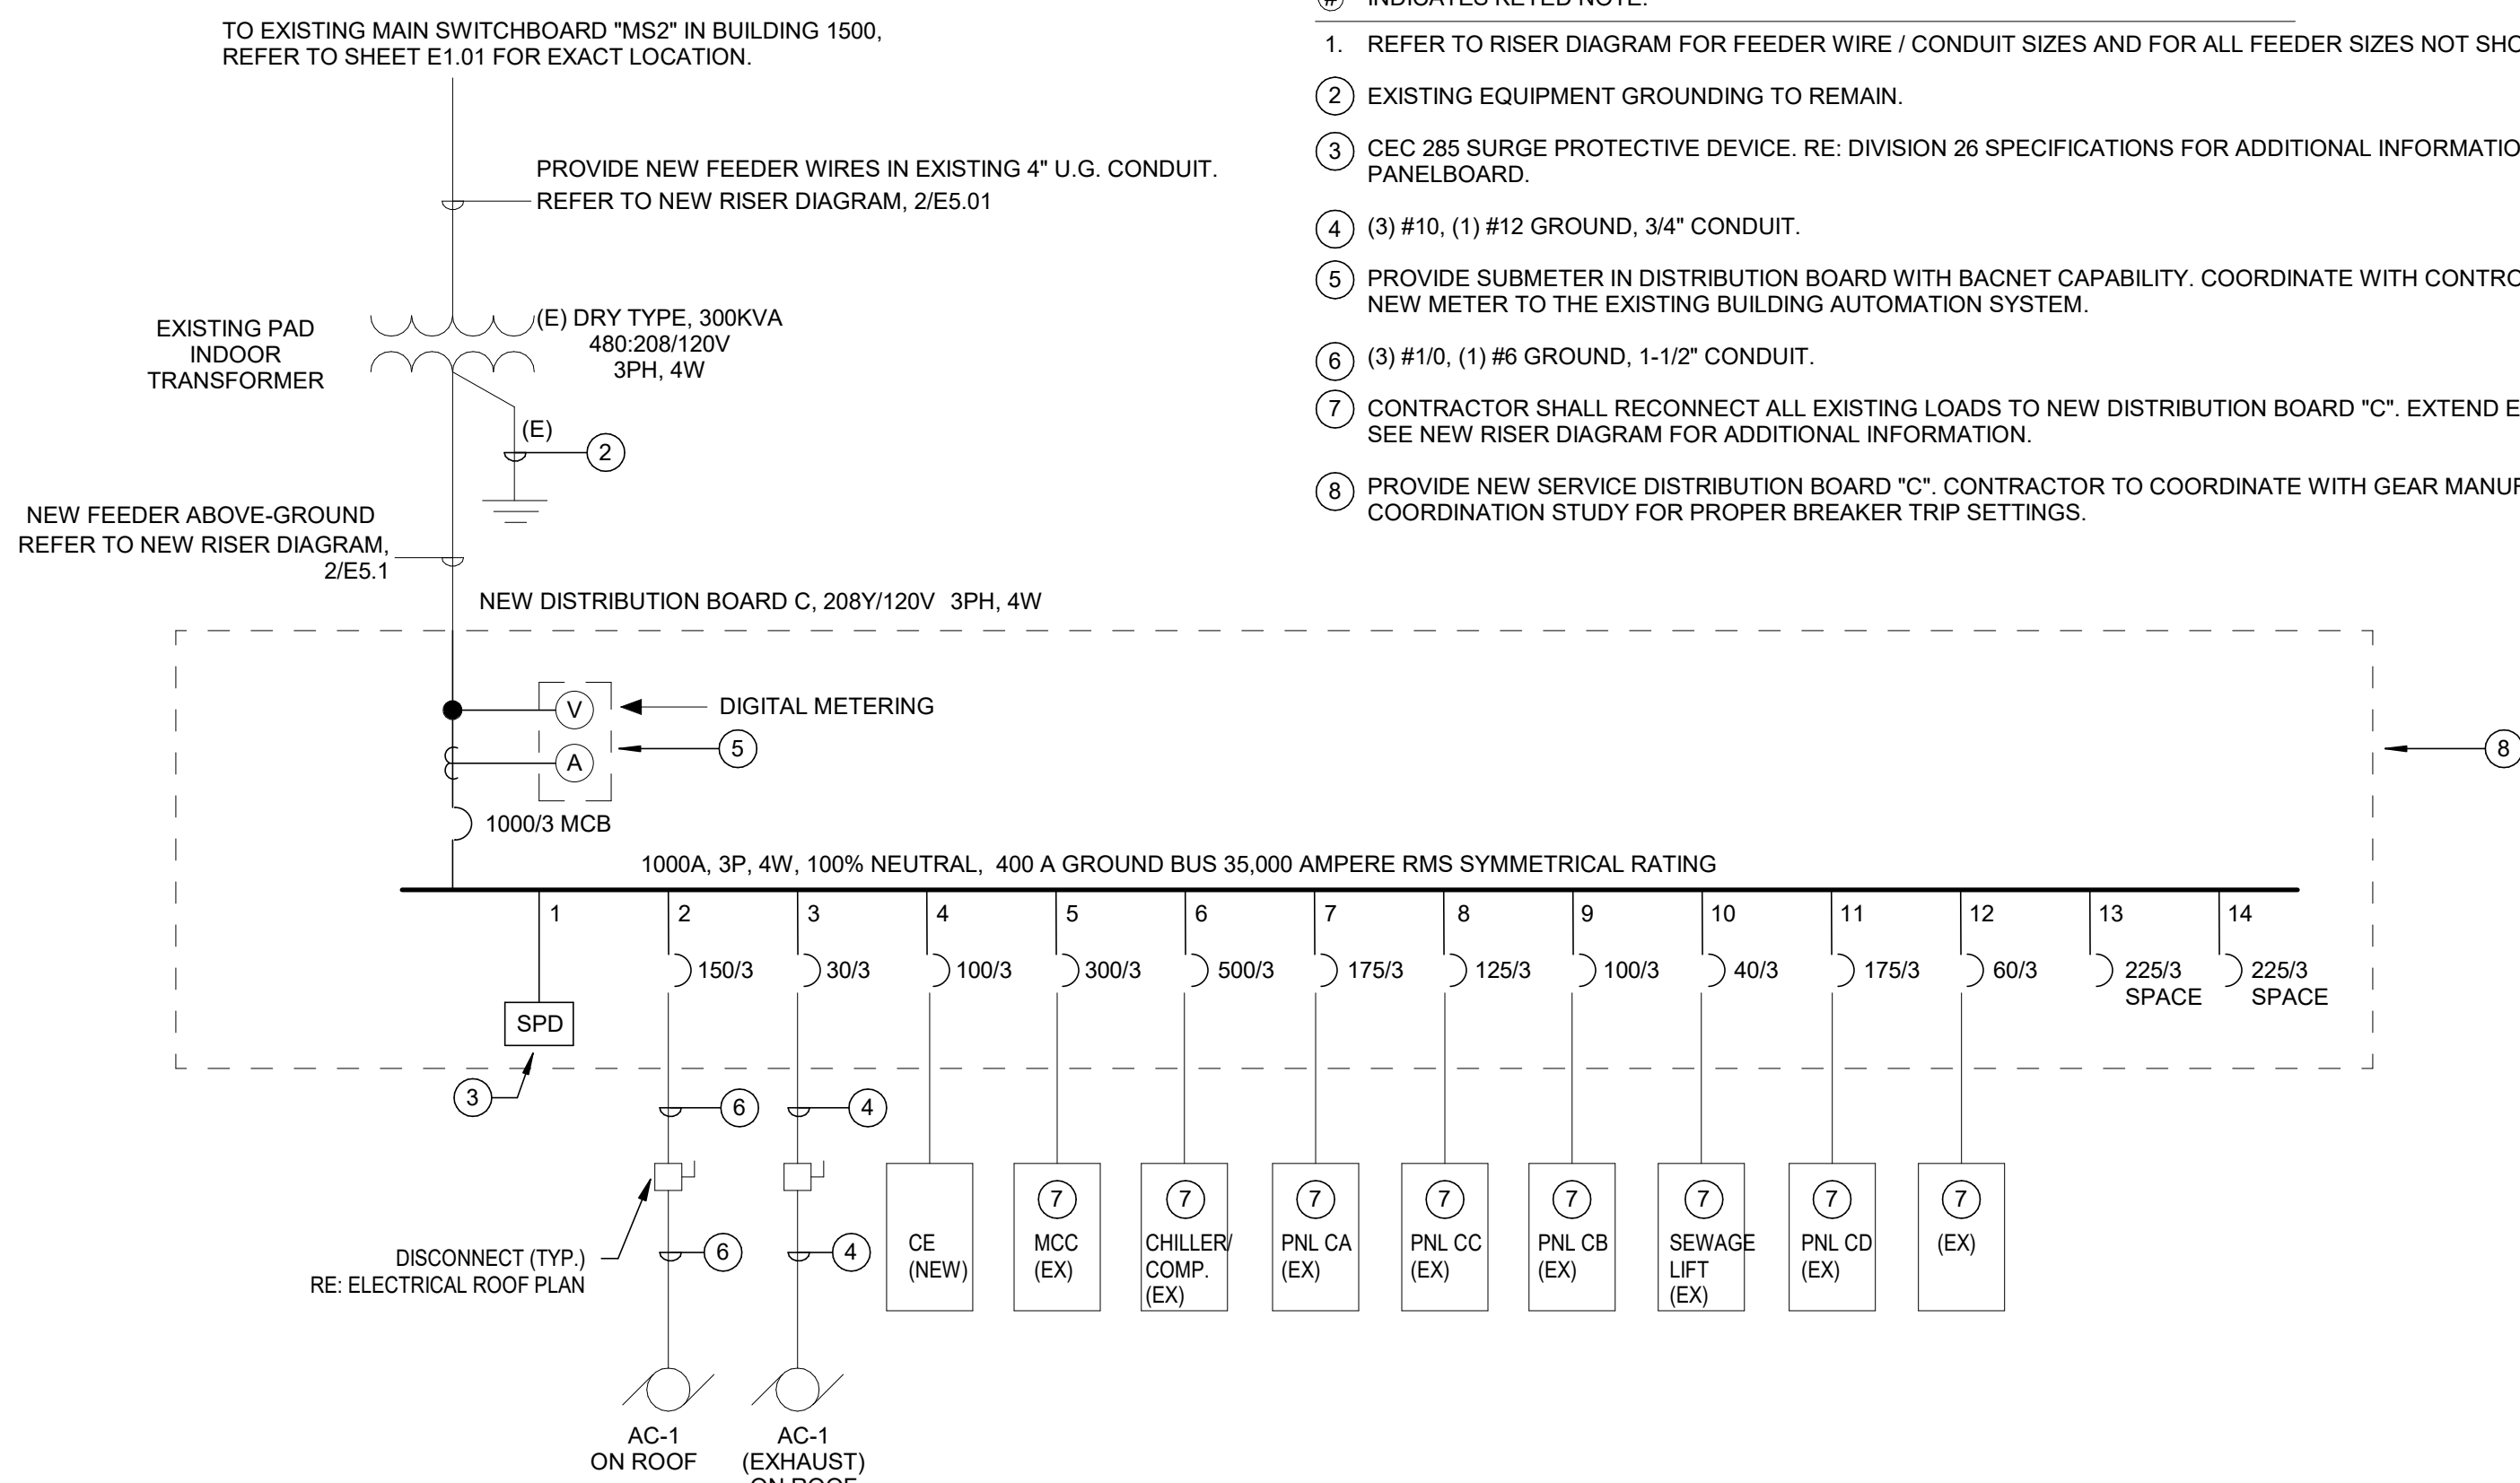 TO EXISTING MAIN SWITCHBOARD "MS2" IN BUILDING 1500,
REFER TO SHEET E1.01 FOR EXACT LOCATION.
PROVIDE NEW FEEDER WIRES IN EXISTING 4" U.G. CONDUIT.
REFER TO NEW RISER DIAGRAM, 2/E5.01
EXISTING PAD
INDOOR
TRANSFORMER
(E) DRY TYPE, 300KVA
480:208/120V
3PH, 4W
(E)
2
NEW FEEDER ABOVE-GROUND
REFER TO NEW RISER DIAGRAM,
2/E5.1
# INDICATES KEYED NOTE.
1. REFER TO RISER DIAGRAM FOR FEEDER WIRE / CONDUIT SIZES AND FOR ALL FEEDER SIZES NOT
2 EXISTING EQUIPMENT GROUNDING TO REMAIN.
3 CEC 285 SURGE PROTECTIVE DEVICE. RE: DIVISION 26 SPECIFICATIONS FOR ADDITIONAL
PANELBOARD.
4 (3) #10, (1) #12 GROUND, 3/4" CONDUIT.
5 PROVIDE SUBMETER IN DISTRIBUTION BOARD WITH BACNET CAPABILITY. COORDINATE WITH
NEW METER TO THE EXISTING BUILDING AUTOMATION SYSTEM.
6 (3) #1/0, (1) #6 GROUND, 1-1/2" CONDUIT.
7 CONTRACTOR SHALL RECONNECT ALL EXISTING LOADS TO NEW DISTRIBUTION BOARD "C". EXTEND
SEE NEW RISER DIAGRAM FOR ADDITIONAL INFORMATION.
8 PROVIDE NEW SERVICE DISTRIBUTION BOARD "C". CONTRACTOR TO COORDINATE WITH GEAR
COORDINATION STUDY FOR PROPER BREAKER TRIP SETTINGS.
NEW DISTRIBUTION BOARD C, 208Y/120V 3PH, 4W
V
DIGITAL METERING
A
5
8
1000/3 MCB
1000A, 3P, 4W, 100% NEUTRAL, 400 A GROUND BUS 35,000 AMPERE RMS SYMMETRICAL RATING
1 2 3 4 5 6 7 8 9 10 11 12 13 14
150/3 30/3 100/3 300/3 500/3 175/3 125/3 100/3 40/3 175/3 60/3
225/3
SPACE
225/3
SPACE
SPD
3
6
4
DISCONNECT (TYP.)
RE: ELECTRICAL ROOF PLAN
6
4
CE
(NEW)
7
MCC
(EX)
7
CHILLER/
COMP.
(EX)
7
PNL CA
(EX)
7
PNL CC
(EX)
7
PNL CB
(EX)
7
SEWAGE
LIFT
(EX)
7
PNL CD
(EX)
7
(EX)
AC-1
ON ROOF
AC-1
(EXHAUST)
ON ROOF